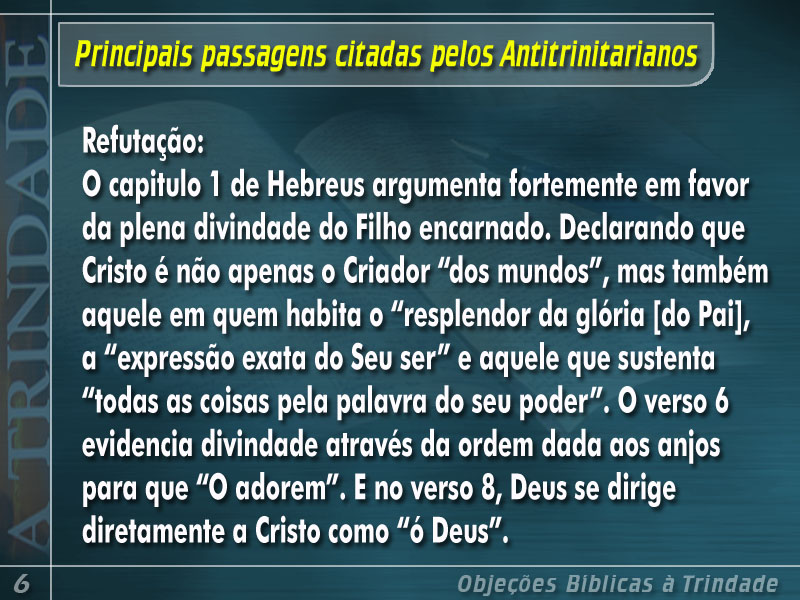 Principais passagens citadas pelos Antitrinitarianos
A TRINDADE
Refutação:
O capitulo 1 de Hebreus argumenta fortemente em favor
da plena divindade do Filho encarnado. Declarando que
Cristo é não apenas o Criador “dos mundos”, mas também
aquele em quem habita o “resplendor da glória [do Pai],
a “expressão exata do Seu ser” e aquele que sustenta
“todas as coisas pela palavra do seu poder”. O verso 6
evidencia divindade através da ordem dada aos anjos
para que “O adorem”. E no verso 8, Deus se dirige
diretamente a Cristo como “ó Deus”.
6
Objeções Bíblicas à Trindade